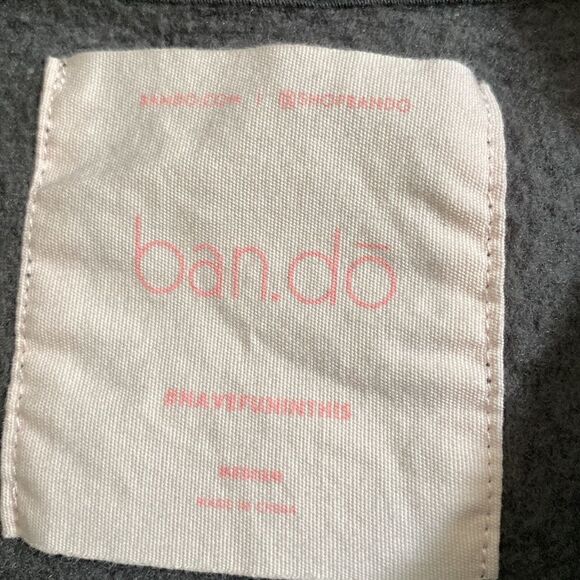 BANDO.COM | @SHOPBANDO
ban.dō
#HAVEFUNINTHIS
MEDIUM
MADE IN CHINA